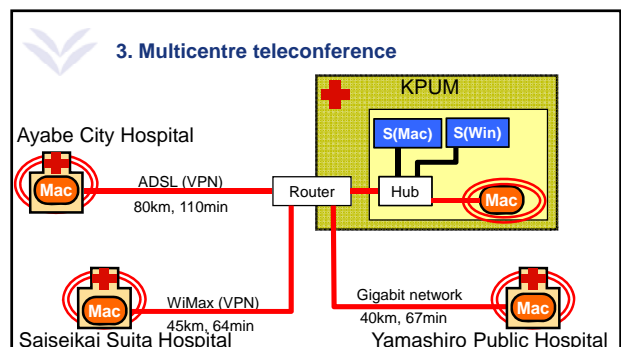 3. Multicentre teleconference
KPUM
S(Mac)
S(Win)
Ayabe City Hospital
Mac
ADSL (VPN)
80km, 110min
Router
Hub
Mac
Mac
WiMax (VPN)
45km, 64min
Saiseikai Suita Hospital
Gigabit network
40km, 67min
Mac
Yamashiro Public Hospital